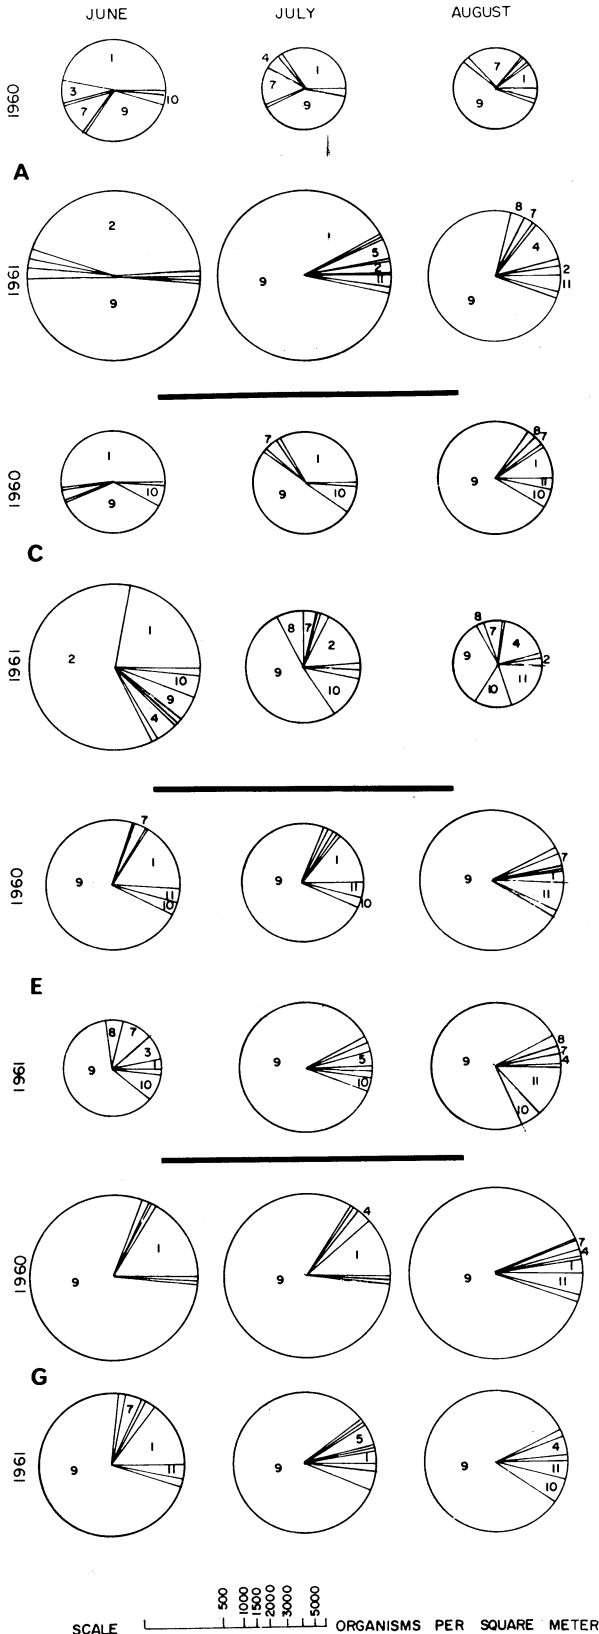 JUNE JULY AUGUST
1960
1 3 7 9 10
4 1 7 9
7 1 9
A
1961
2 9
1 5 2 11 9
8 7 4 2 11 9
1960
1 10 9
7 1 10 9
8 7 1 11 10 9
C
1961
1 2 10 9 4
8 7 2 9 10
8 7 4 9 2 11 10
1960
7 1 9 11 10
1 9 11 10
7 9 1 11
E
1961
8 7 3 1 9 10
9 5 10
8 7 4 9 11 10
1960
1 9
4 1 9
7 4 1 9 11
G
1961
7 1 11 9
5 1 9
4 11 9 10
500 1000 1500 2000 3000 5000
SCALE ORGANISMS PER SQUARE METER